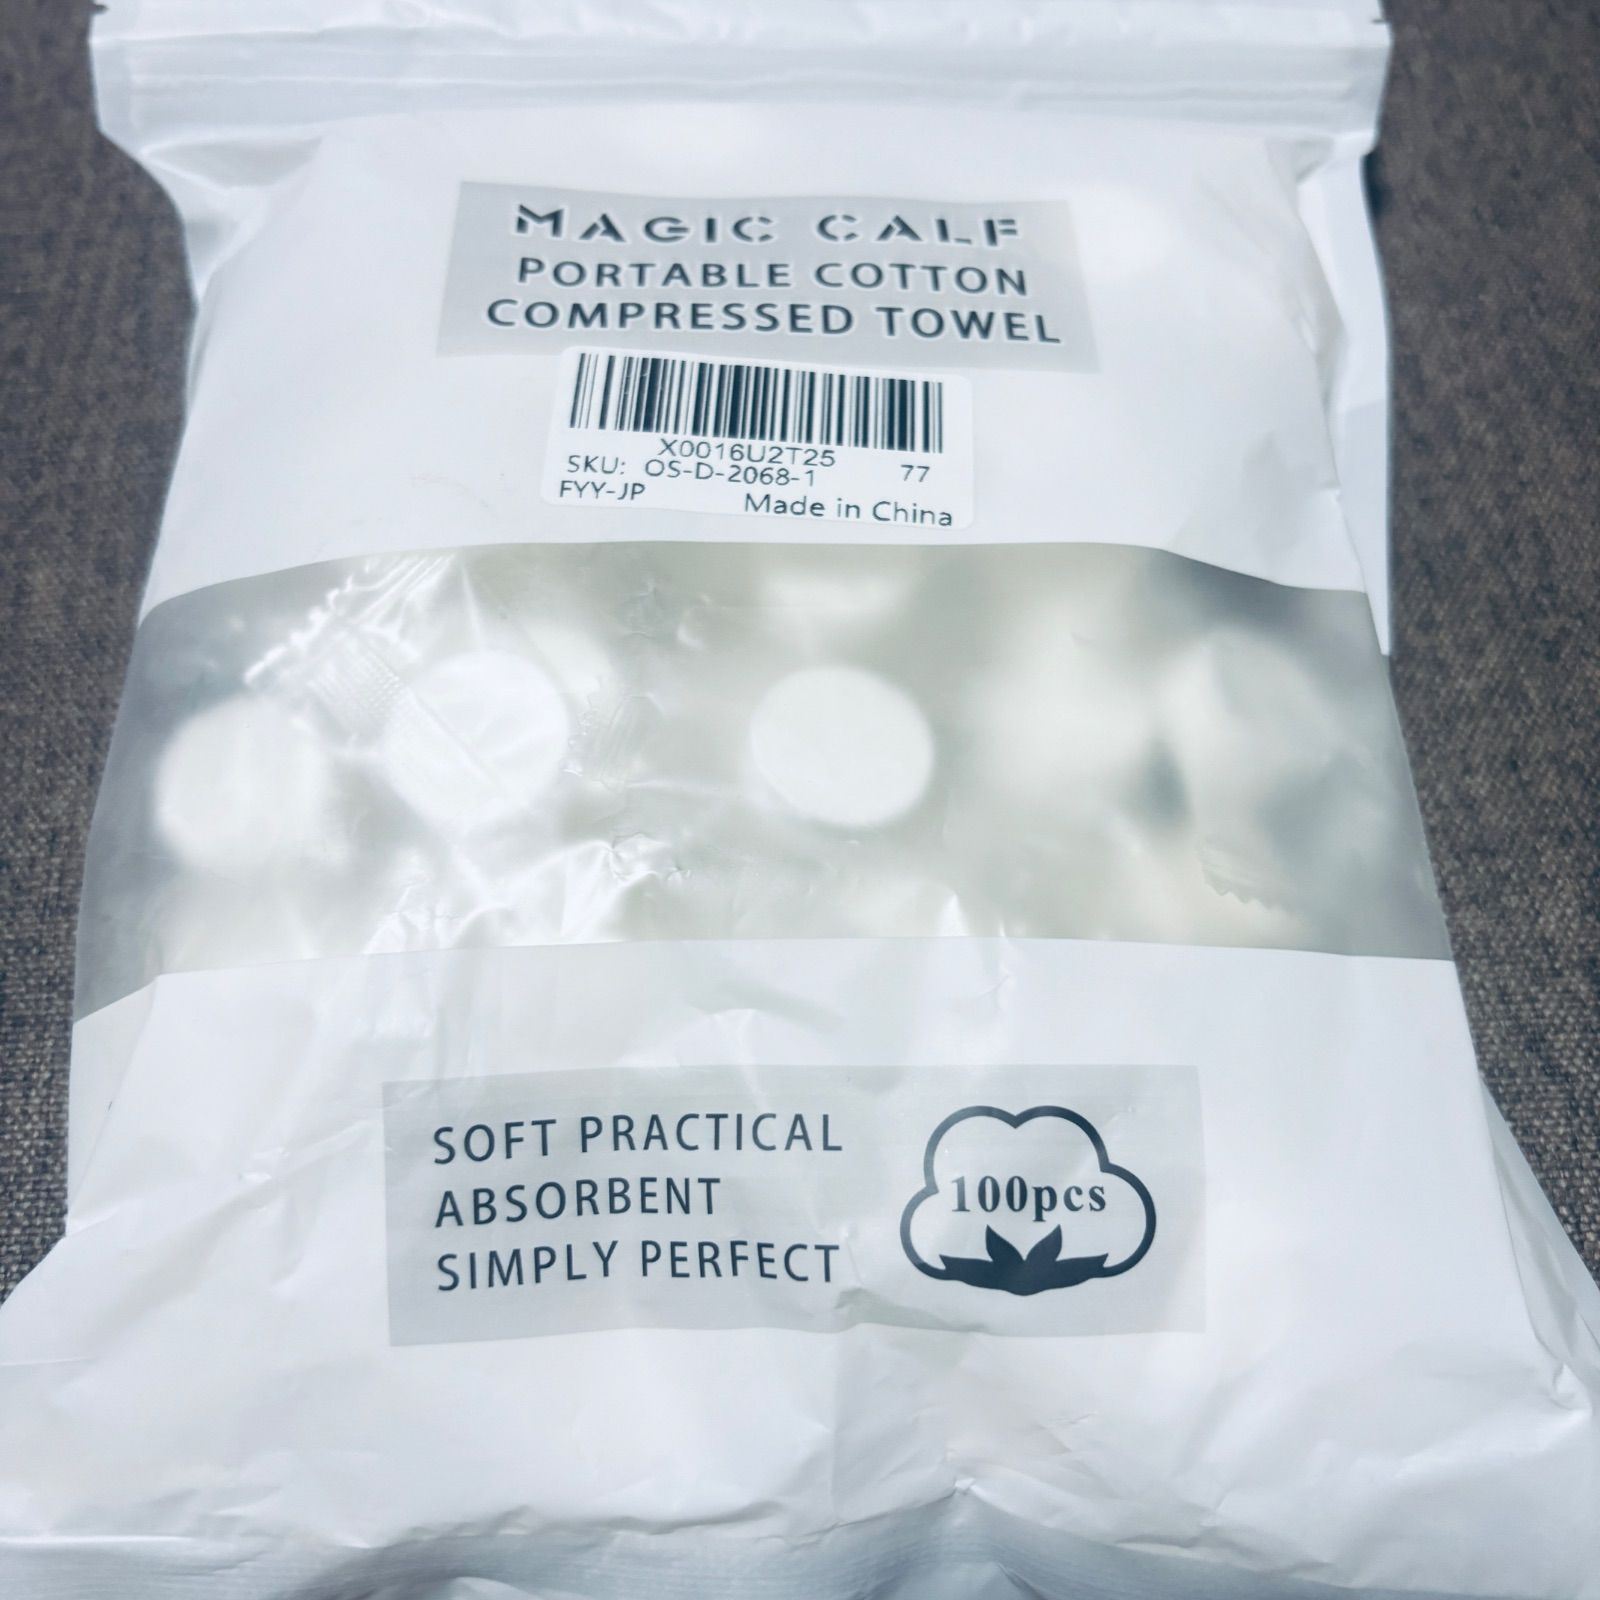 MAGIC CALF
PORTABLE COTTON
COMPRESSED TOWEL
X0016U2T25
SKU: OS-D-2068-1 77
FYY-JP Made in China
SOFT PRACTICAL
ABSORBENT
SIMPLY PERFECT
100pcs